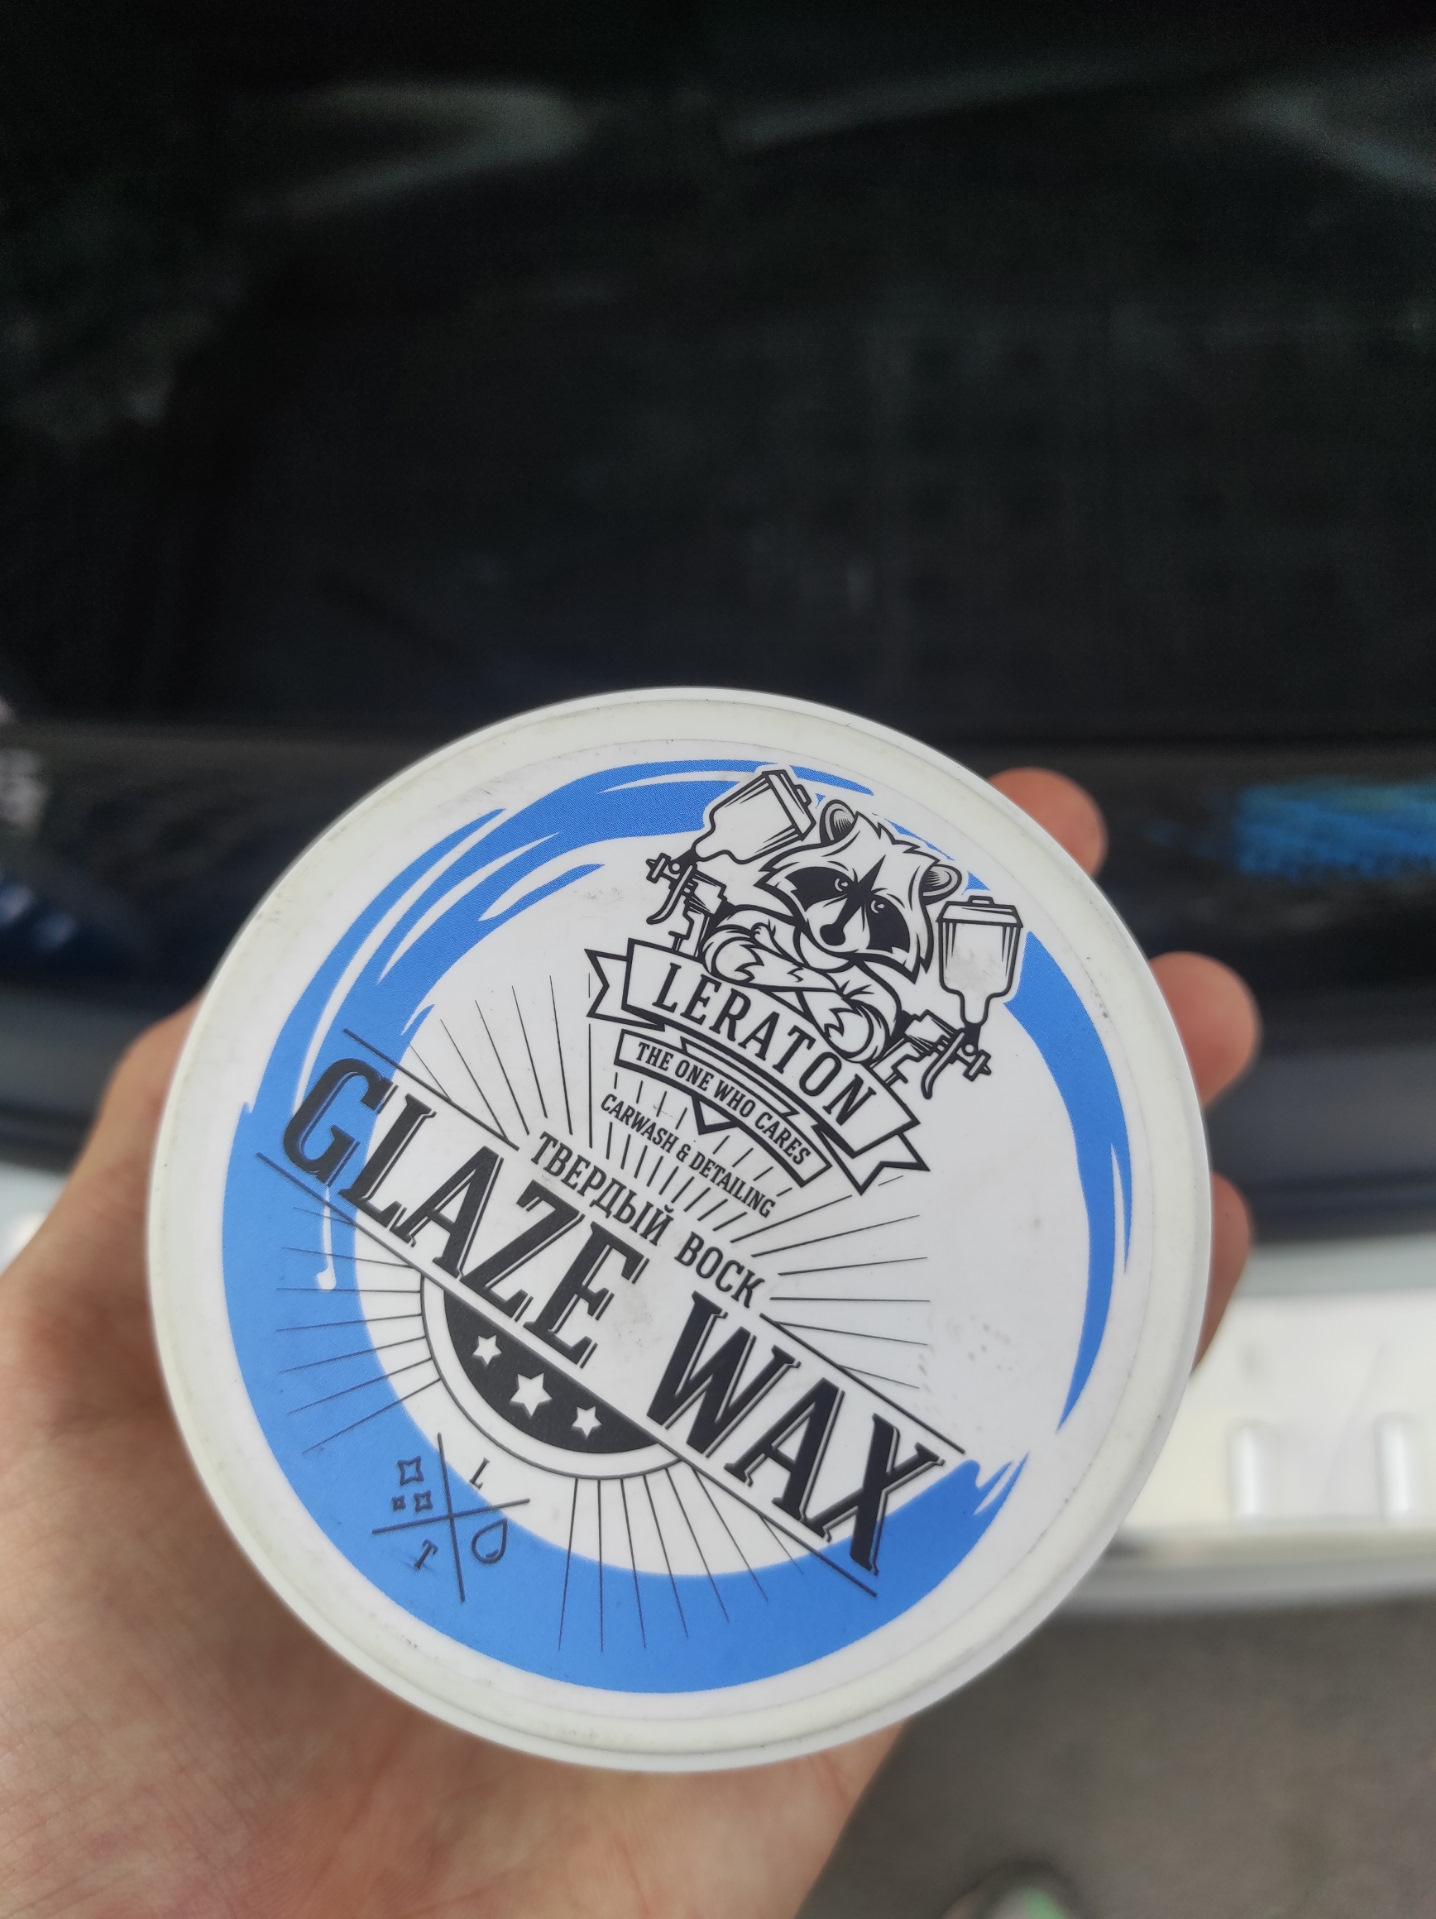 LERATON
THE ONE WHO CARES
CARWASH & DETAILING
ТВЕРДЫЙ ВОСК
GLAZE WAX
L
T